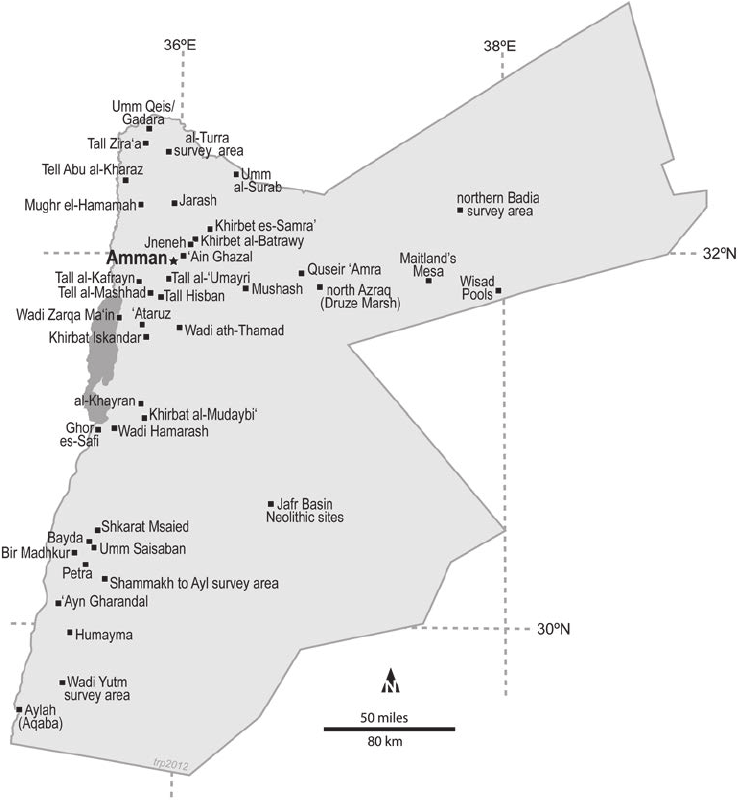 36ºE
38ºE
Umm Qeis/
Gadara
Tall Zira'a
al-Turra
survey area
Tell Abu al-Kharaz
Umm
al-Surab
Mughr el-Hamamah
Jarash
northern Badia
survey area
Khirbet es-Samra'
Jneneh
Khirbet al-Batrawy
Amman
'Ain Ghazal
32ºN
Maitland's
Mesa
Quseir 'Amra
Tall al-Kafrayn
Tall al-'Umayri
Tell al-Mashhad
Tall Hisban
Mushash
north Azraq
(Druze Marsh)
Wisad
Pools
Wadi Zarqa Ma'in
'Ataruz
Khirbat Iskandar
Wadi ath-Thamad
al-Khayran
Khirbat al-Mudaybi'
Ghor
es-Safi
Wadi Hamarash
Jafr Basin
Neolithic sites
Shkarat Msaied
Bayda
Umm Saisaban
Bir Madhkur
Petra
Shammakh to Ayl survey area
'Ayn Gharandal
30ºN
Humayma
Wadi Yutm
survey area
N
Aylah
(Aqaba)
50 miles
80 km
trp2012